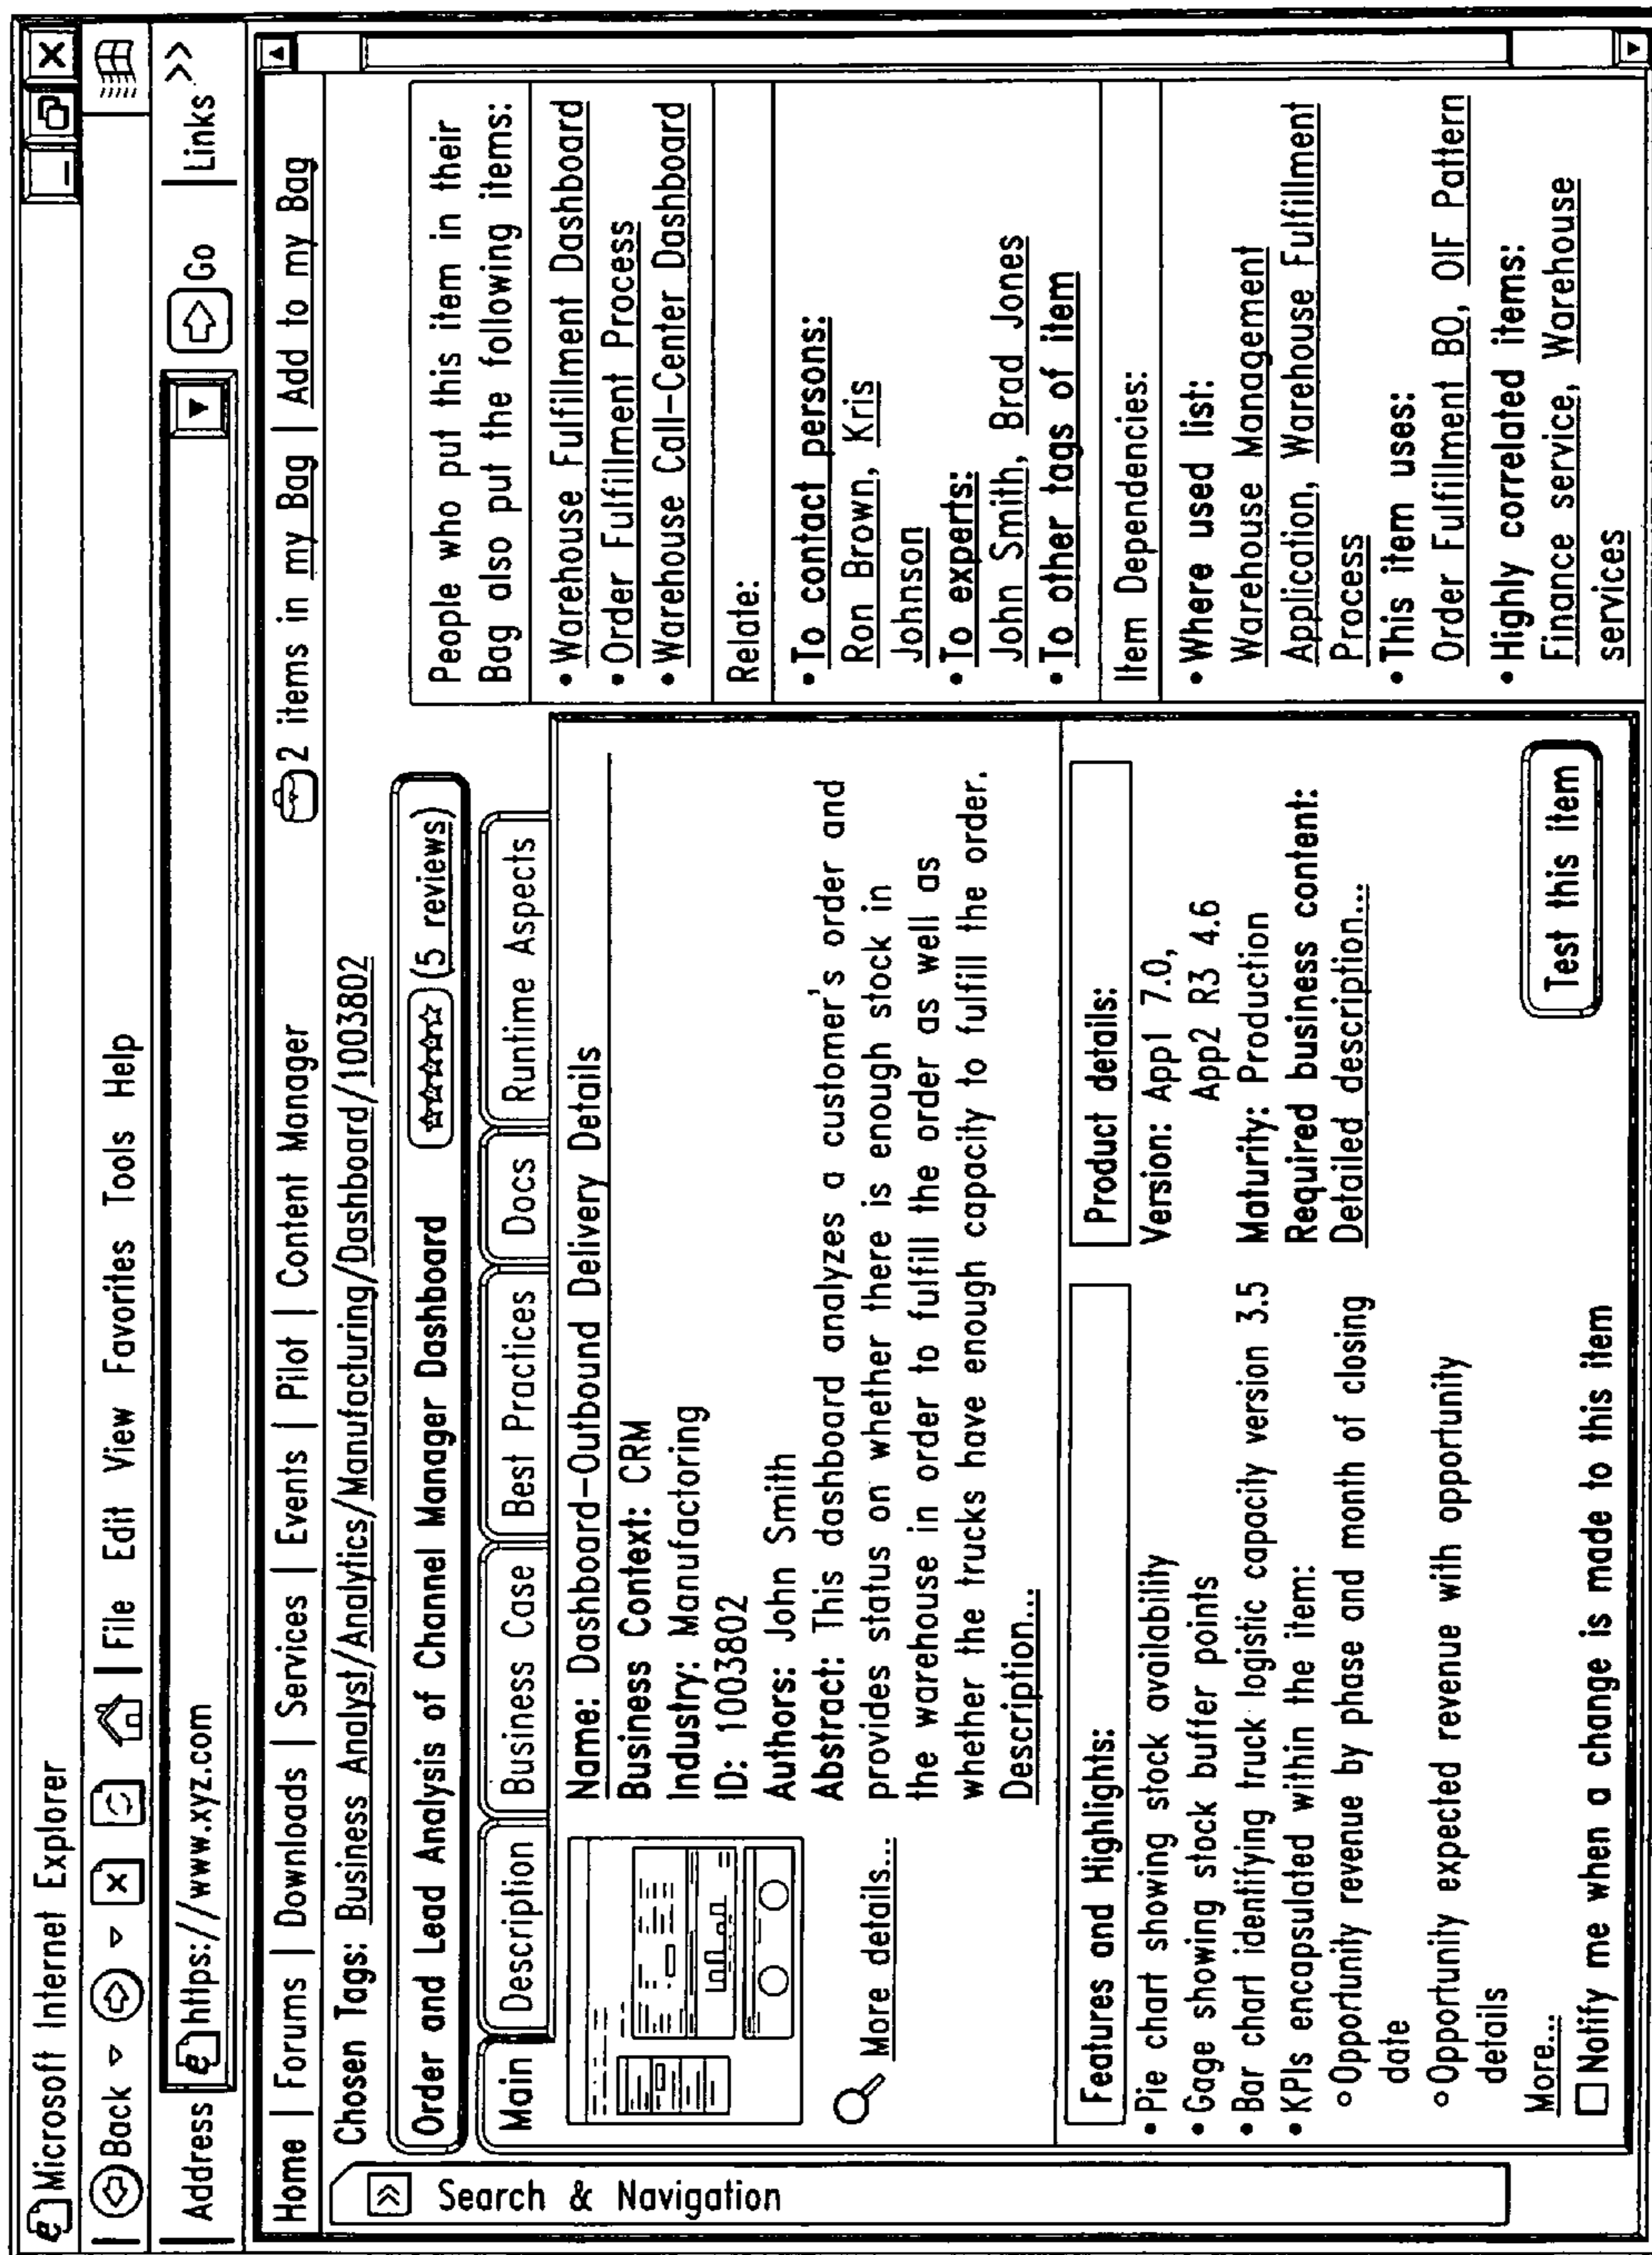 Microsoft Internet Explorer
Back
File Edit View Favorites Tools Help
Address https://www.xyz.com Go Links >>
Home | Forums | Downloads | Services | Events | Pilot | Content Manager 2 items in my Bag | Add to my Bag
Search & Navigation
Chosen Tags: Business Analyst/Analytics/Manufacturing/Dashboard/1003802
Order and Lead Analysis of Channel Manager Dashboard ☆☆☆☆☆ (5 reviews)
Main Description Business Case Best Practices Docs Runtime Aspects
More details...
Name: Dashboard-Outbound Delivery Details
Business Context: CRM
Industry: Manufactoring
ID: 1003802
Authors: John Smith
Abstract: This dashboard analyzes a customer's order and
provides status on whether there is enough stock in
the warehouse in order to fulfill the order as well as
whether the trucks have enough capacity to fulfill the order.
Description...
Features and Highlights:
• Pie chart showing stock availability
• Gage showing stock buffer points
• Bar chart identifying truck logistic capacity version 3.5
• KPIs encapsulated within the item:
○ Opportunity revenue by phase and month of closing
date
○ Opportunity expected revenue with opportunity
details
More...
Notify me when a change is made to this item
Product details:
Version: App1 7.0,
App2 R3 4.6
Maturity: Production
Required business content:
Detailed description...
Test this item
People who put this item in their
Bag also put the following items:
• Warehouse Fulfillment Dashboard
• Order Fulfillment Process
• Warehouse Call-Center Dashboard
Relate:
• To contact persons:
Ron Brown, Kris
Johnson
• To experts:
John Smith, Brad Jones
• To other tags of item
Item Dependencies:
• Where used list:
Warehouse Management
Application, Warehouse Fulfillment
Process
• This item uses:
Order Fulfillment BO, OIF Pattern
• Highly correlated items:
Finance service, Warehouse
services